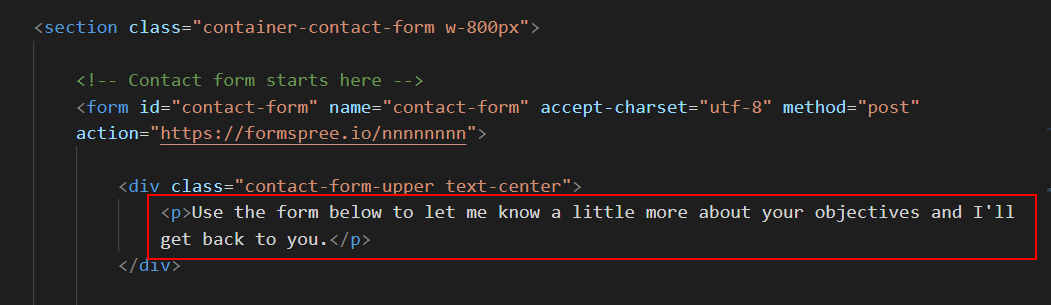 <section class="container-contact-form w-800px">
<!-- Contact form starts here -->
<form id="contact-form" name="contact-form" accept-charset="utf-8" method="post"
action="https://formspree.io/nnnnnnnn">
<div class="contact-form-upper text-center">
<p>Use the form below to let me know a little more about your objectives and I'll
get back to you.</p>
</div>